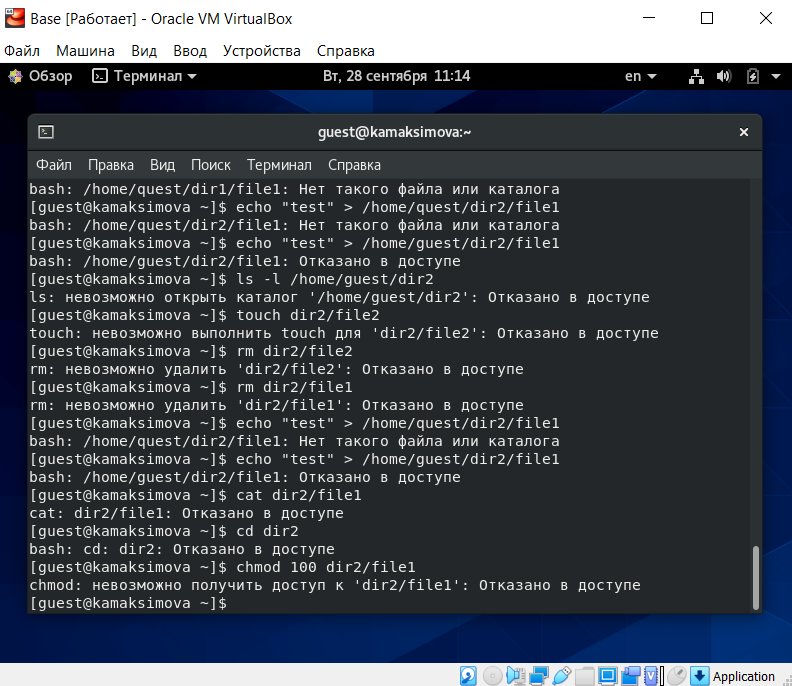 Base [Работает] - Oracle VM VirtualBox
Файл Машина Вид Ввод Устройства Справка
Обзор Терминал Вт, 28 сентября 11:14 en
guest@kamaksimova:~
Файл Правка Вид Поиск Терминал Справка
bash: /home/quest/dir1/file1: Нет такого файла или каталога
[guest@kamaksimova ~]$ echo "test" > /home/quest/dir2/file1
bash: /home/quest/dir2/file1: Нет такого файла или каталога
[guest@kamaksimova ~]$ echo "test" > /home/guest/dir2/file1
bash: /home/guest/dir2/file1: Отказано в доступе
[guest@kamaksimova ~]$ ls -l /home/guest/dir2
ls: невозможно открыть каталог '/home/guest/dir2': Отказано в доступе
[guest@kamaksimova ~]$ touch dir2/file2
touch: невозможно выполнить touch для 'dir2/file2': Отказано в доступе
[guest@kamaksimova ~]$ rm dir2/file2
rm: невозможно удалить 'dir2/file2': Отказано в доступе
[guest@kamaksimova ~]$ rm dir2/file1
rm: невозможно удалить 'dir2/file1': Отказано в доступе
[guest@kamaksimova ~]$ echo "test" > /home/quest/dir2/file1
bash: /home/quest/dir2/file1: Нет такого файла или каталога
[guest@kamaksimova ~]$ echo "test" > /home/guest/dir2/file1
bash: /home/guest/dir2/file1: Отказано в доступе
[guest@kamaksimova ~]$ cat dir2/file1
cat: dir2/file1: Отказано в доступе
[guest@kamaksimova ~]$ cd dir2
bash: cd: dir2: Отказано в доступе
[guest@kamaksimova ~]$ chmod 100 dir2/file1
chmod: невозможно получить доступ к 'dir2/file1': Отказано в доступе
[guest@kamaksimova ~]$
Application